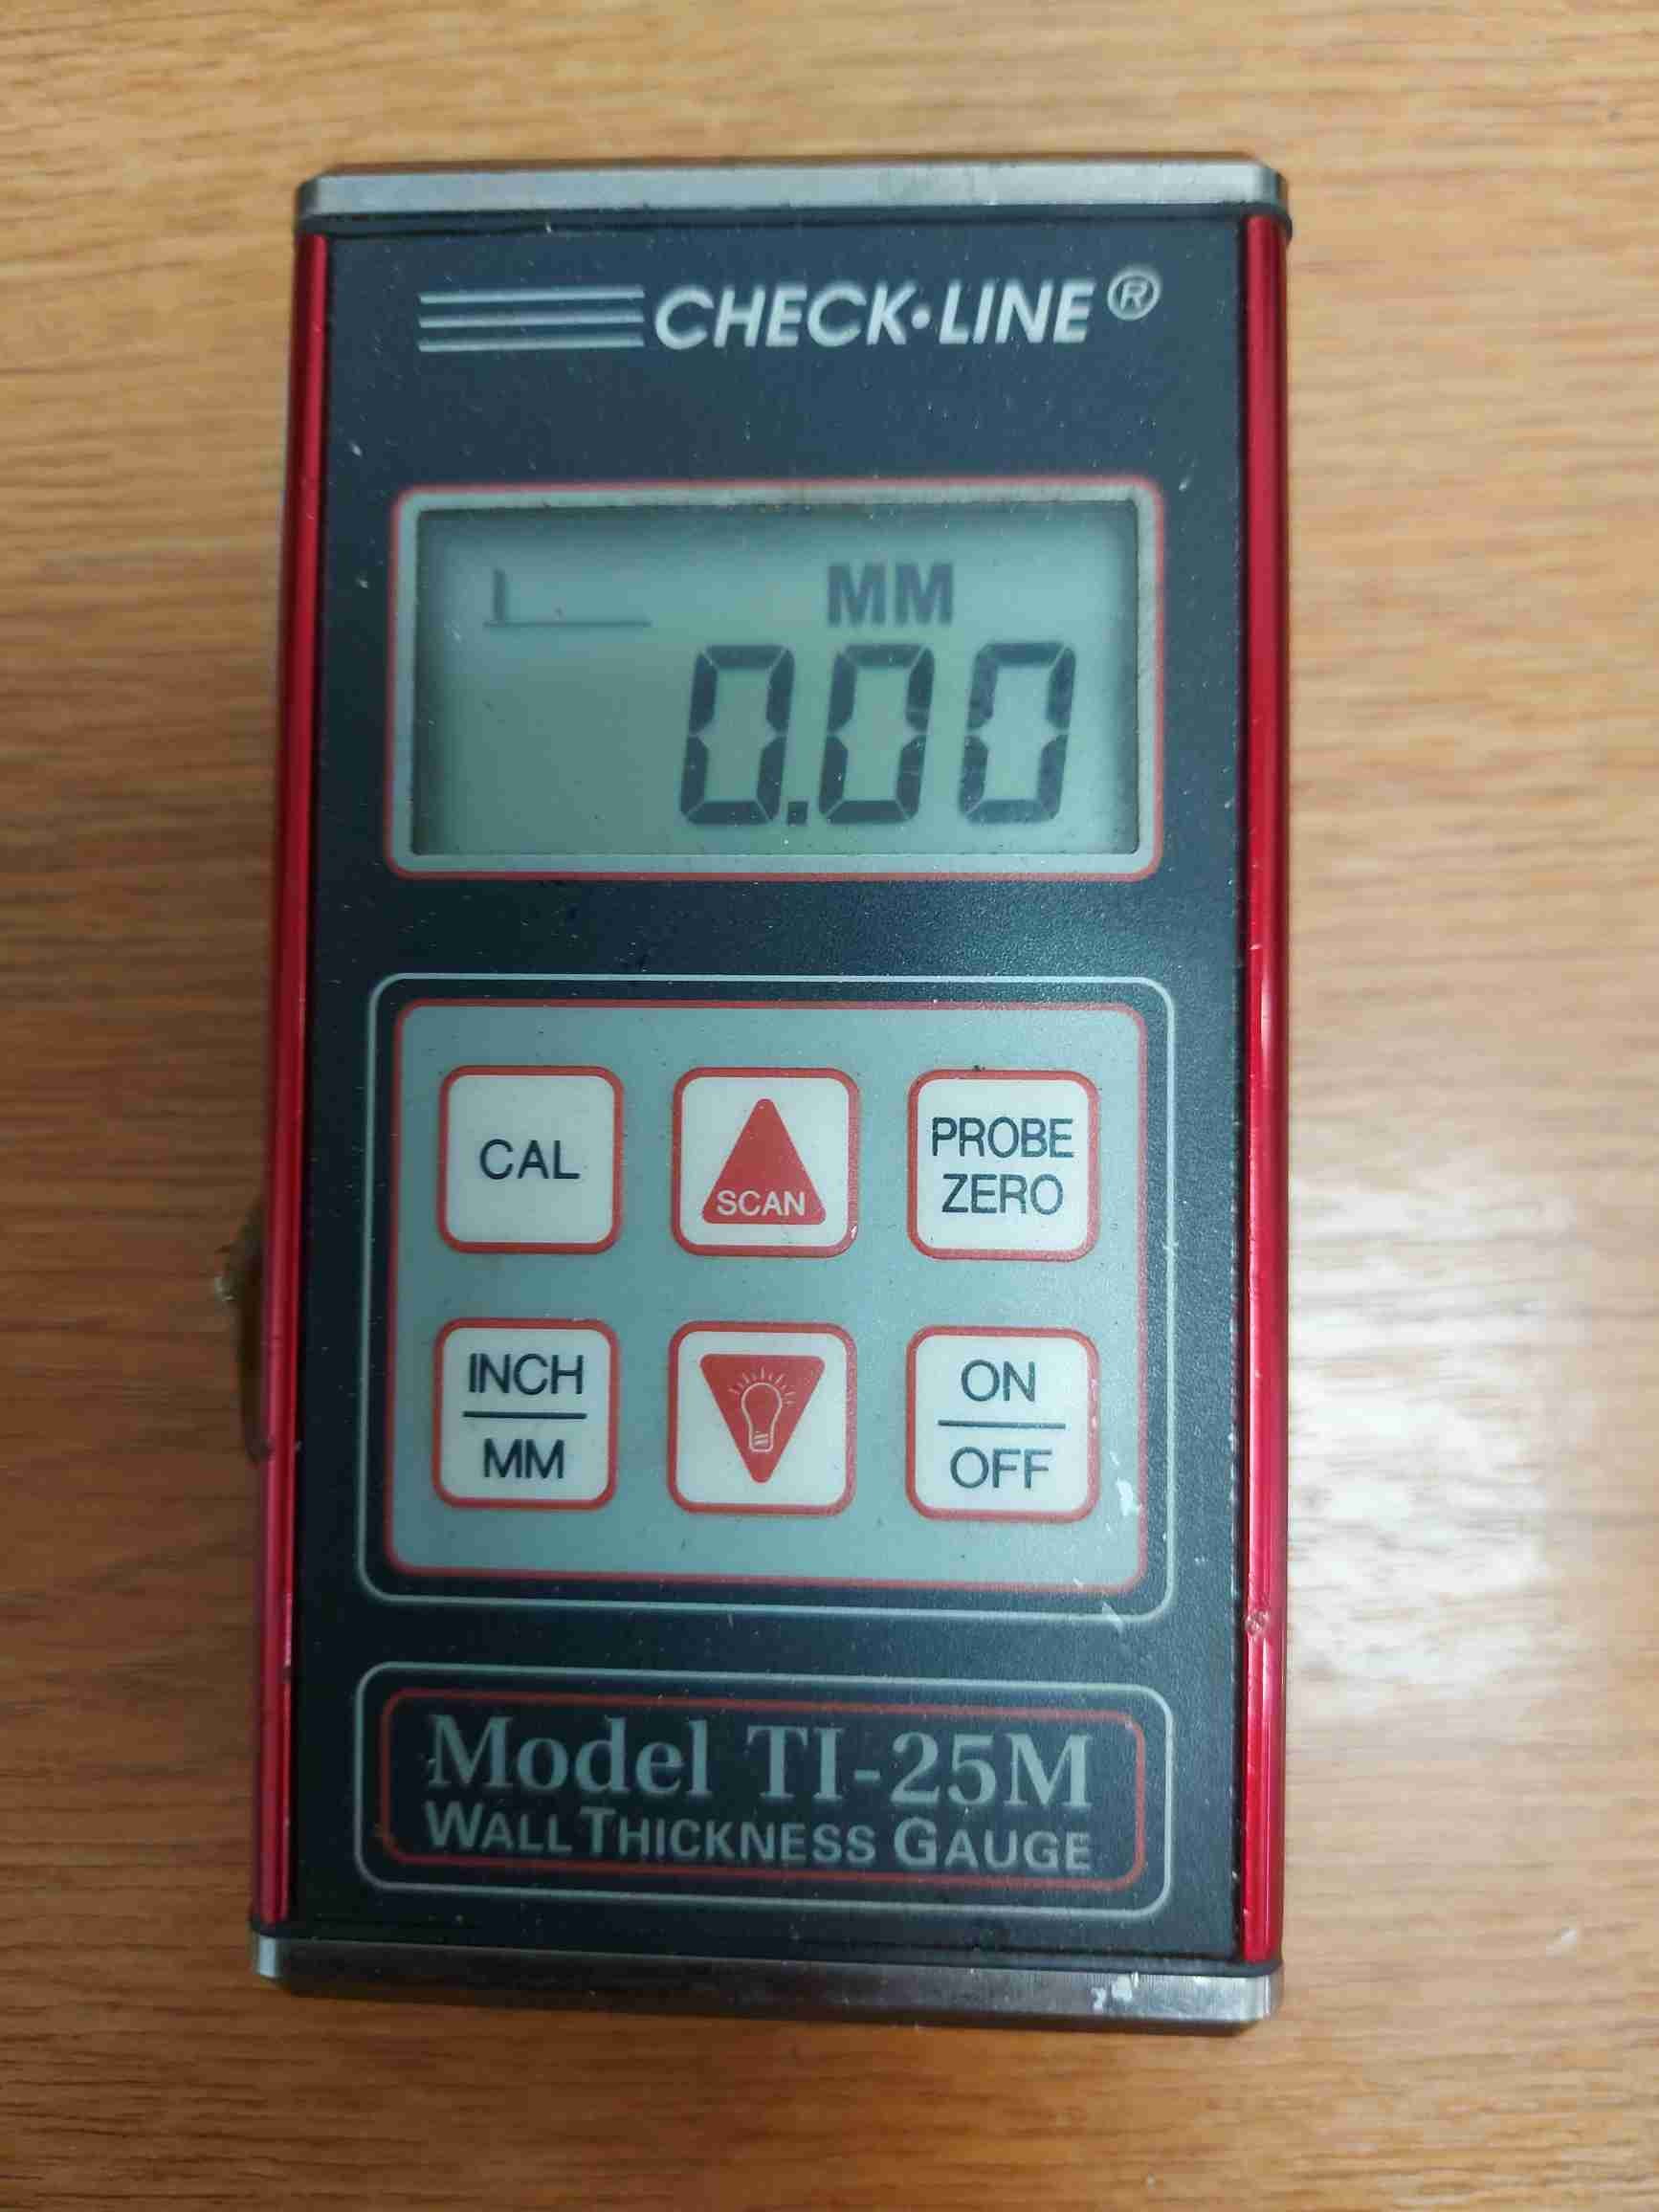 CHECK•LINE®
MM
0.00
CAL
SCAN
PROBE
ZERO
INCH
MM
ON
OFF
Model TI-25M
WALL THICKNESS GAUGE